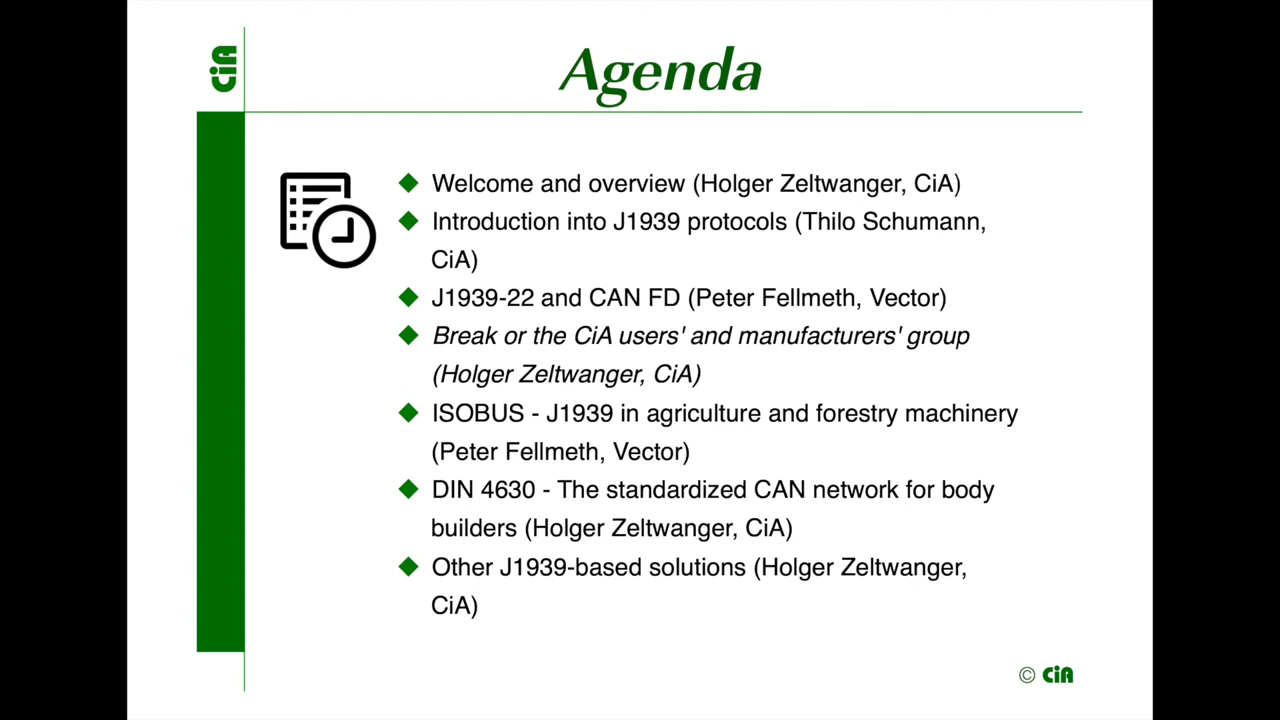 CiA
Agenda
Welcome and overview (Holger Zeltwanger, CiA)
Introduction into J1939 protocols (Thilo Schumann,
CiA)
J1939-22 and CAN FD (Peter Fellmeth, Vector)
Break or the CiA users' and manufacturers' group
(Holger Zeltwanger, CiA)
ISOBUS - J1939 in agriculture and forestry machinery
(Peter Fellmeth, Vector)
DIN 4630 - The standardized CAN network for body
builders (Holger Zeltwanger, CiA)
Other J1939-based solutions (Holger Zeltwanger,
CiA)
© CiA